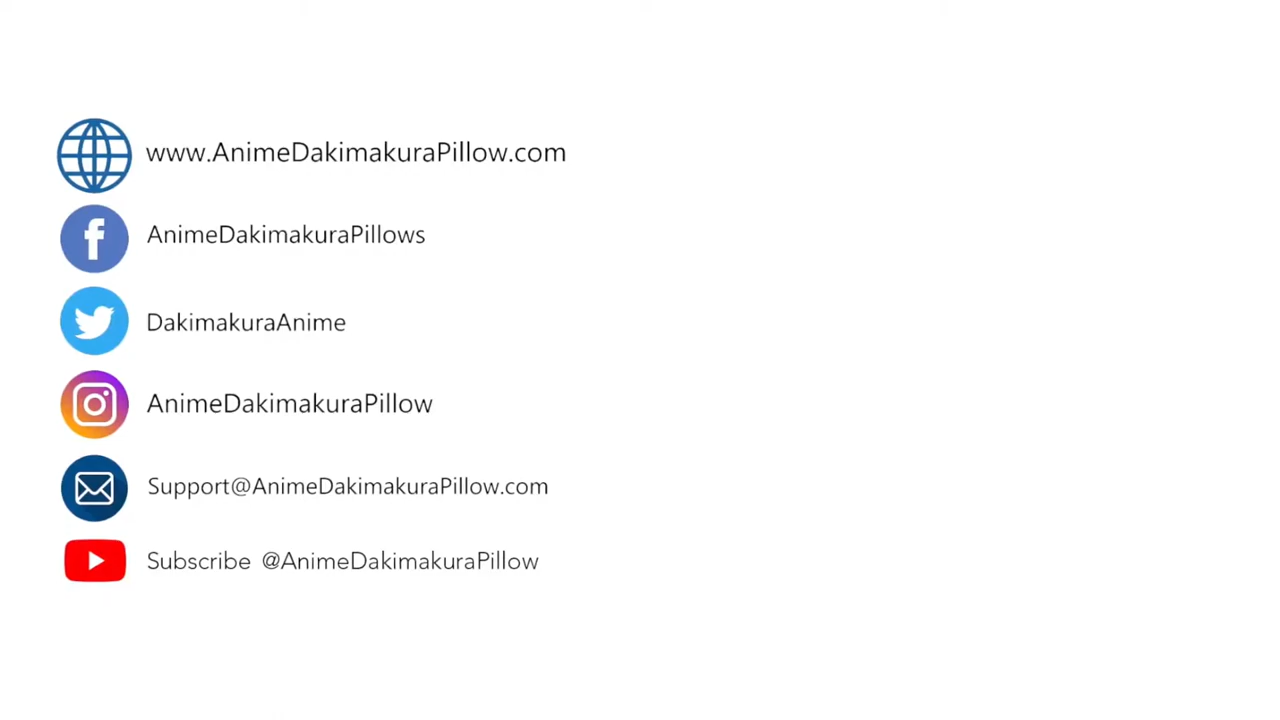 www.AnimeDakimakuraPillow.com
AnimeDakimakuraPillows
DakimakuraAnime
AnimeDakimakuraPillow
Support@AnimeDakimakuraPillow.com
Subscribe @AnimeDakimakuraPillow